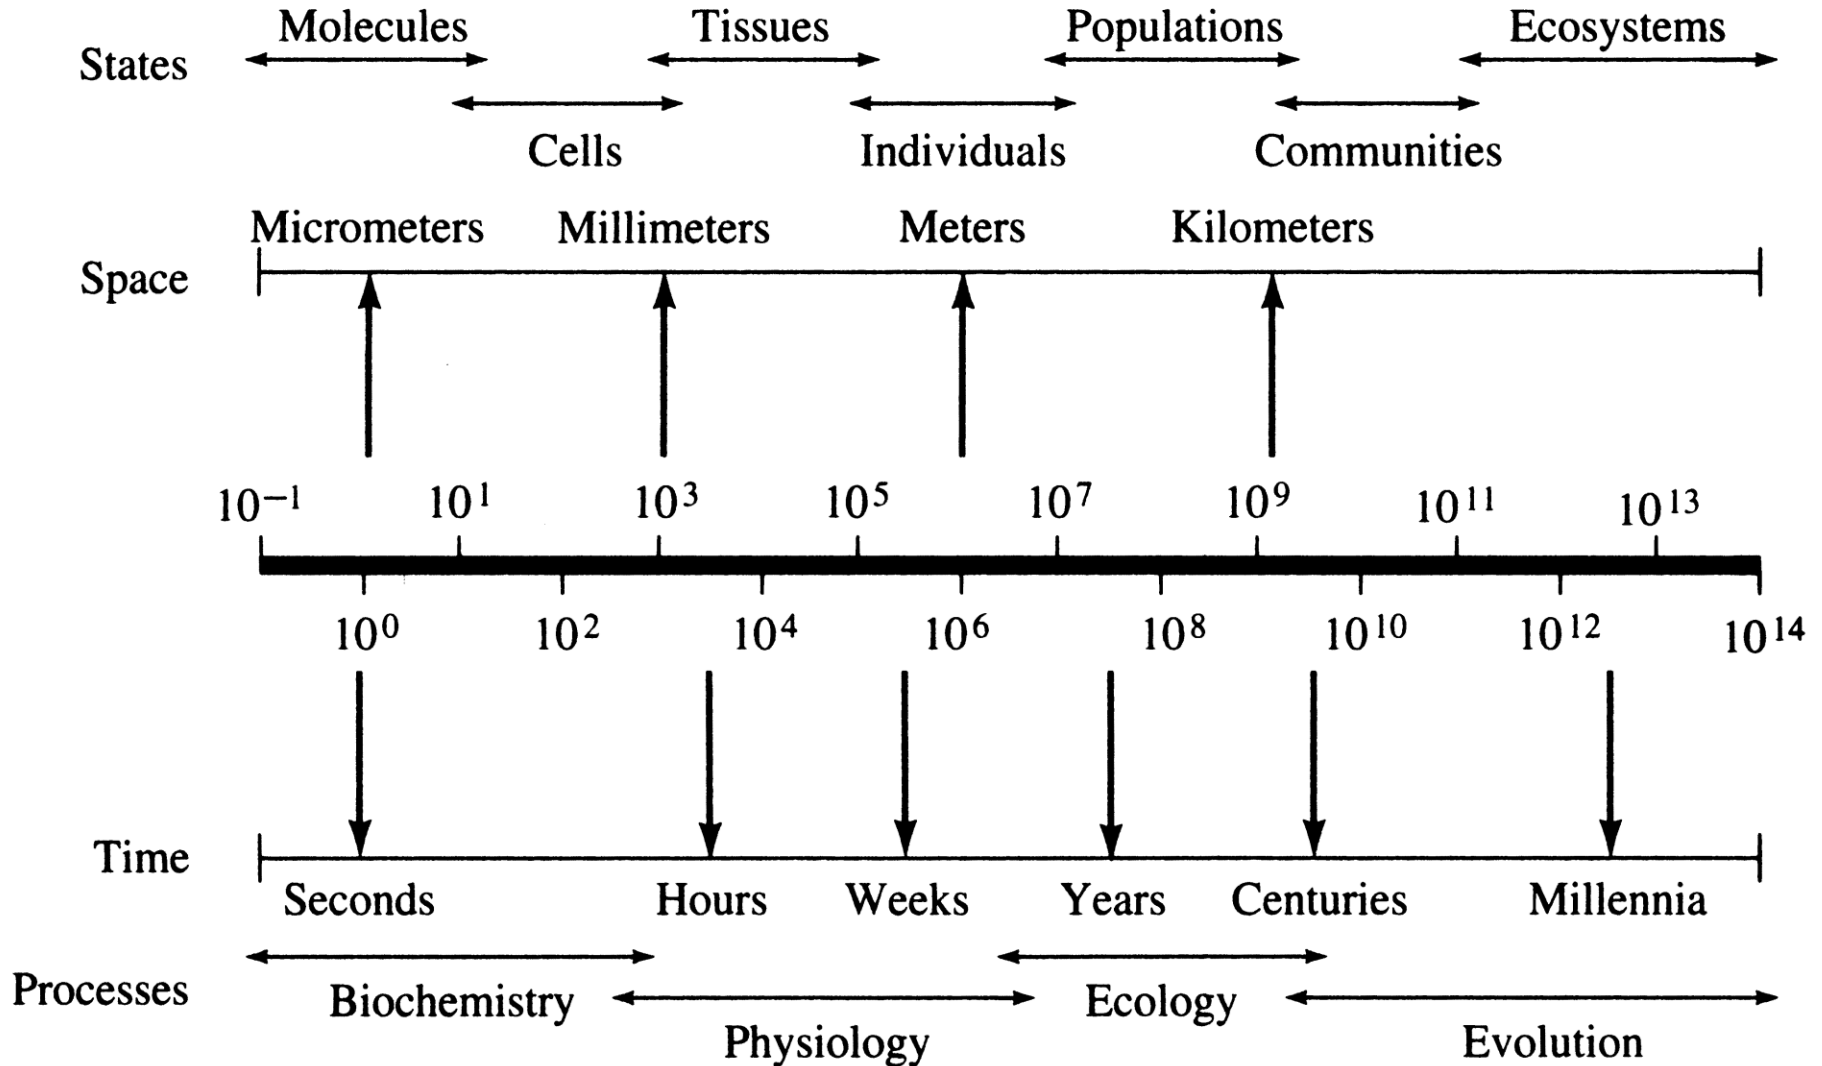 Molecules Tissues Populations Ecosystems
States
Cells Individuals Communities
Micrometers Millimeters Meters Kilometers
Space
10⁻¹ 10¹ 10³ 10⁵ 10⁷ 10⁹ 10¹¹ 10¹³
10⁰ 10² 10⁴ 10⁶ 10⁸ 10¹⁰ 10¹² 10¹⁴
Time
Seconds Hours Weeks Years Centuries Millennia
Processes
Biochemistry Ecology
Physiology Evolution